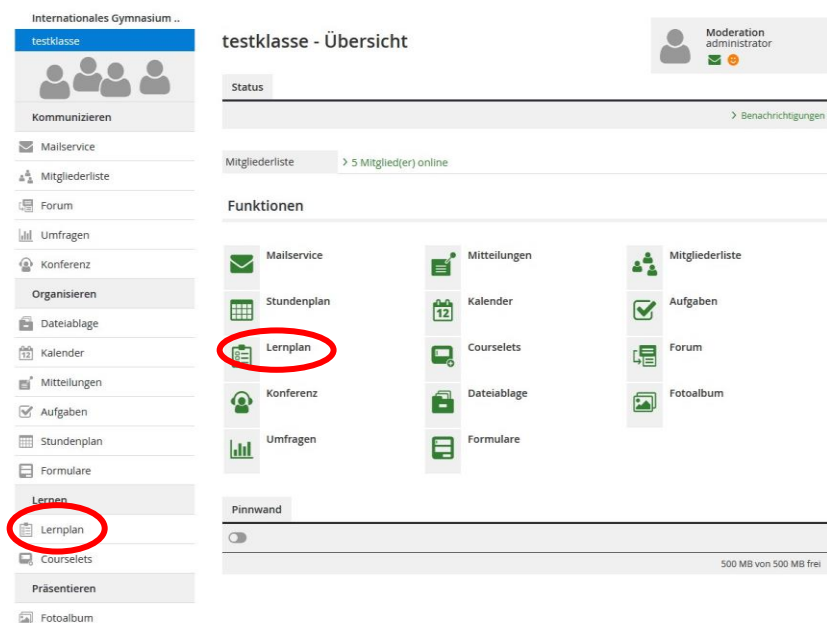 Internationales Gymnasium ..
testklasse
Kommunizieren
Mailservice
Mitgliederliste
Forum
Umfragen
Konferenz
Organisieren
Dateiablage
12 Kalender
Mitteilungen
Aufgaben
Stundenplan
Formulare
Lernen
Lernplan
Courselets
Präsentieren
Fotoalbum
testklasse - Übersicht
Moderation
administrator
Status
> Benachrichtigungen
Mitgliederliste > 5 Mitglied(er) online
Funktionen
Mailservice Mitteilungen Mitgliederliste
Stundenplan 12 Kalender Aufgaben
Lernplan Courselets Forum
Konferenz Dateiablage Fotoalbum
Umfragen Formulare
Pinnwand
500 MB von 500 MB frei